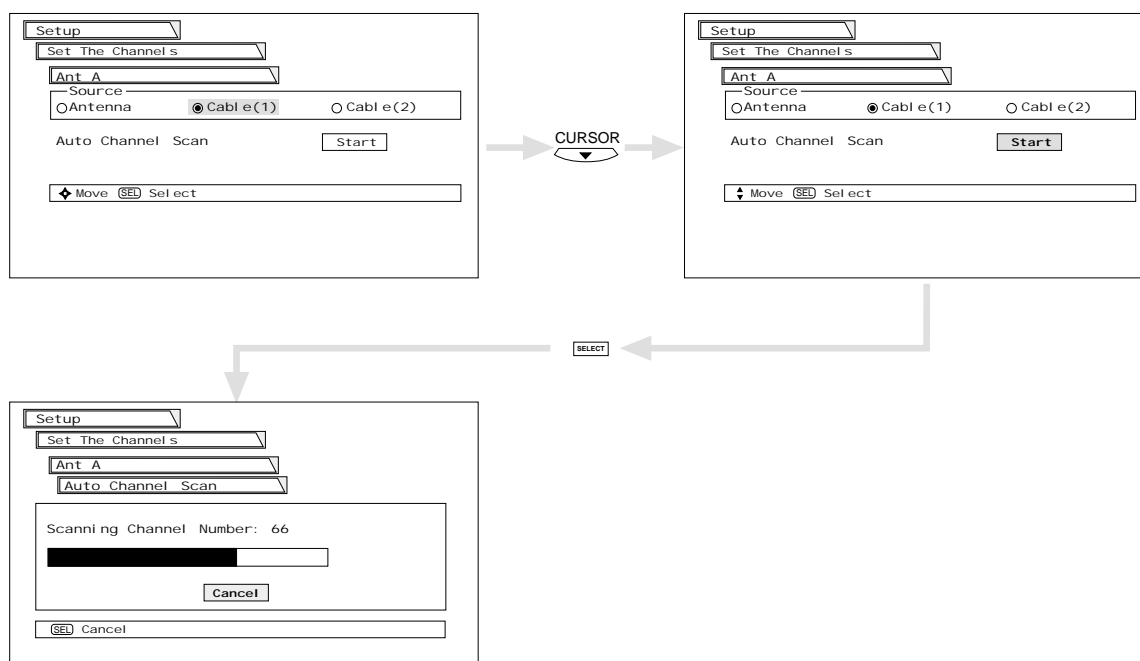 Setup
Set The Channels
Ant A
Source
Antenna Cable(1) Cable(2)
Auto Channel Scan Start
Move SEL Select
CURSOR
Setup
Set The Channels
Ant A
Source
Antenna Cable(1) Cable(2)
Auto Channel Scan Start
Move SEL Select
SELECT
Setup
Set The Channels
Ant A
Auto Channel Scan
Scanning Channel Number: 66
Cancel
SEL Cancel